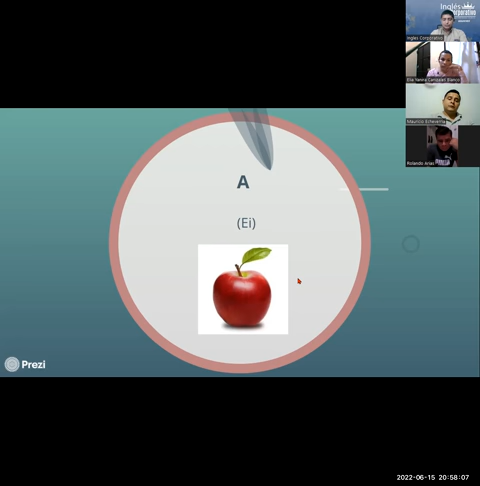 Inglés
Corporativo
Inglés Corporativo
Mauricio Echeverría
Rolando Arias
A
(Ei)
Prezi
2022-06-15 20:58:07